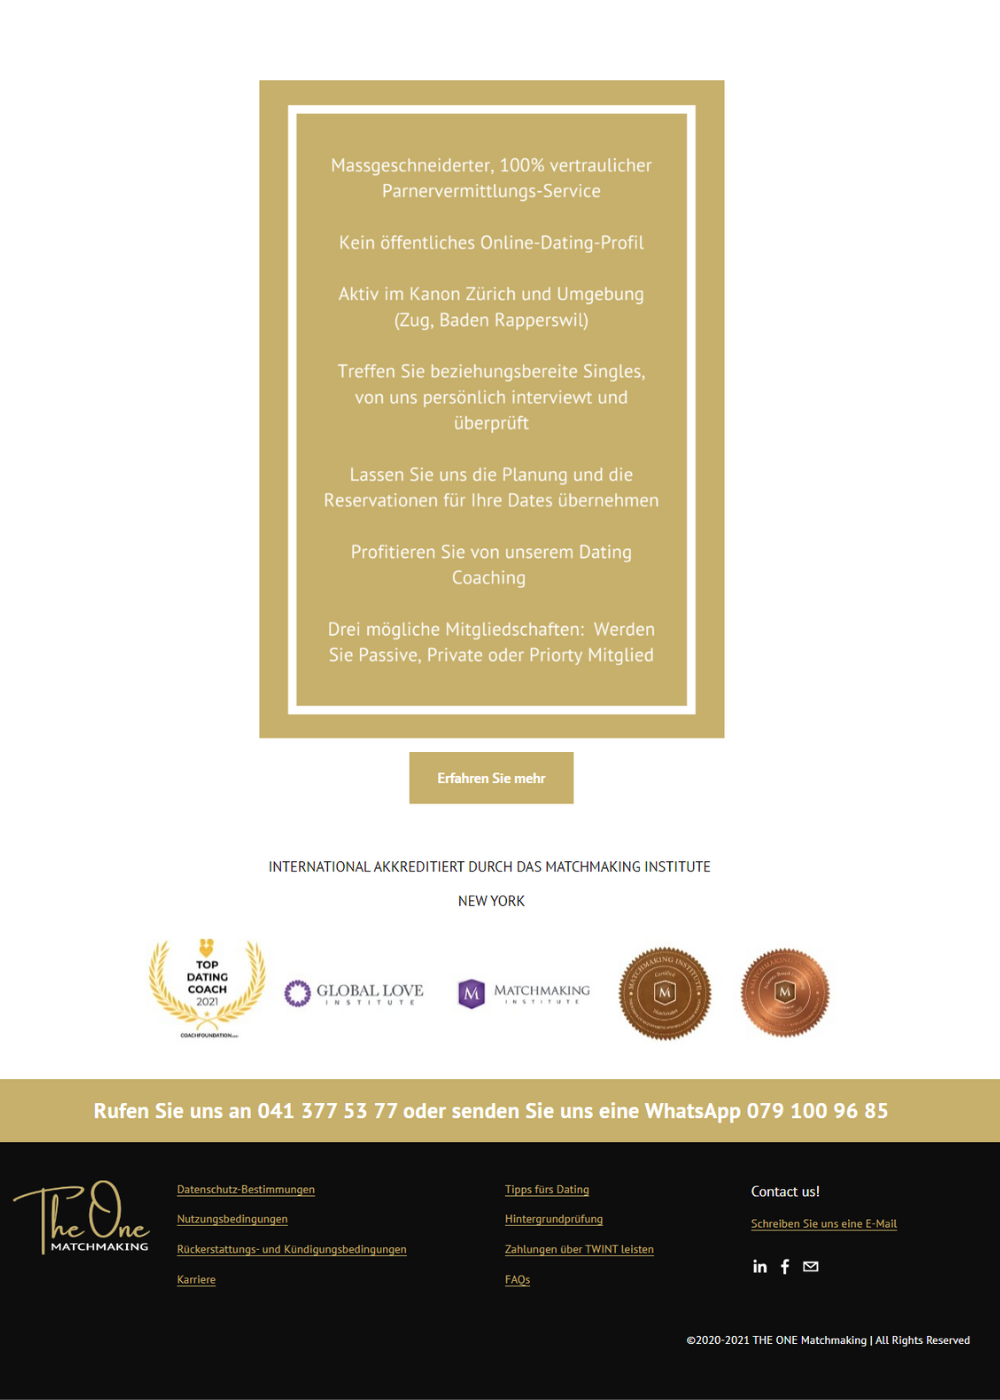 Massgeschneiderter, 100% vertraulicher
Parnervermittlungs-Service
Kein öffentliches Online-Dating-Profil
Aktiv im Kanon Zürich und Umgebung
(Zug, Baden Rapperswil)
Treffen Sie beziehungsbereite Singles,
von uns persönlich interviewt und
überprüft
Lassen Sie uns die Planung und die
Reservationen für Ihre Dates übernehmen
Profitieren Sie von unserem Dating
Coaching
Drei mögliche Mitgliedschaften:  Werden
Sie Passive, Private oder Priorty Mitglied
Erfahren Sie mehr
INTERNATIONAL AKKREDITIERT DURCH DAS MATCHMAKING INSTITUTE
NEW YORK
TOP
DATING
COACH
2021
COACHFOUNDATION.COM
GLOBAL LOVE
INSTITUTE
M
MATCHMAKING
INSTITUTE
MATCHMAKING INSTITUTE
Certified
M
Matchmaker
MATCHMAKING INSTITUTE
M
Rufen Sie uns an 041 377 53 77 oder senden Sie uns eine WhatsApp 079 100 96 85
The One
MATCHMAKING
Datenschutz-Bestimmungen
Nutzungsbedingungen
Rückerstattungs- und Kündigungsbedingungen
Karriere
Tipps fürs Dating
Hintergrundprüfung
Zahlungen über TWINT leisten
FAQs
Contact us!
Schreiben Sie uns eine E-Mail
in f
©2020-2021 THE ONE Matchmaking | All Rights Reserved